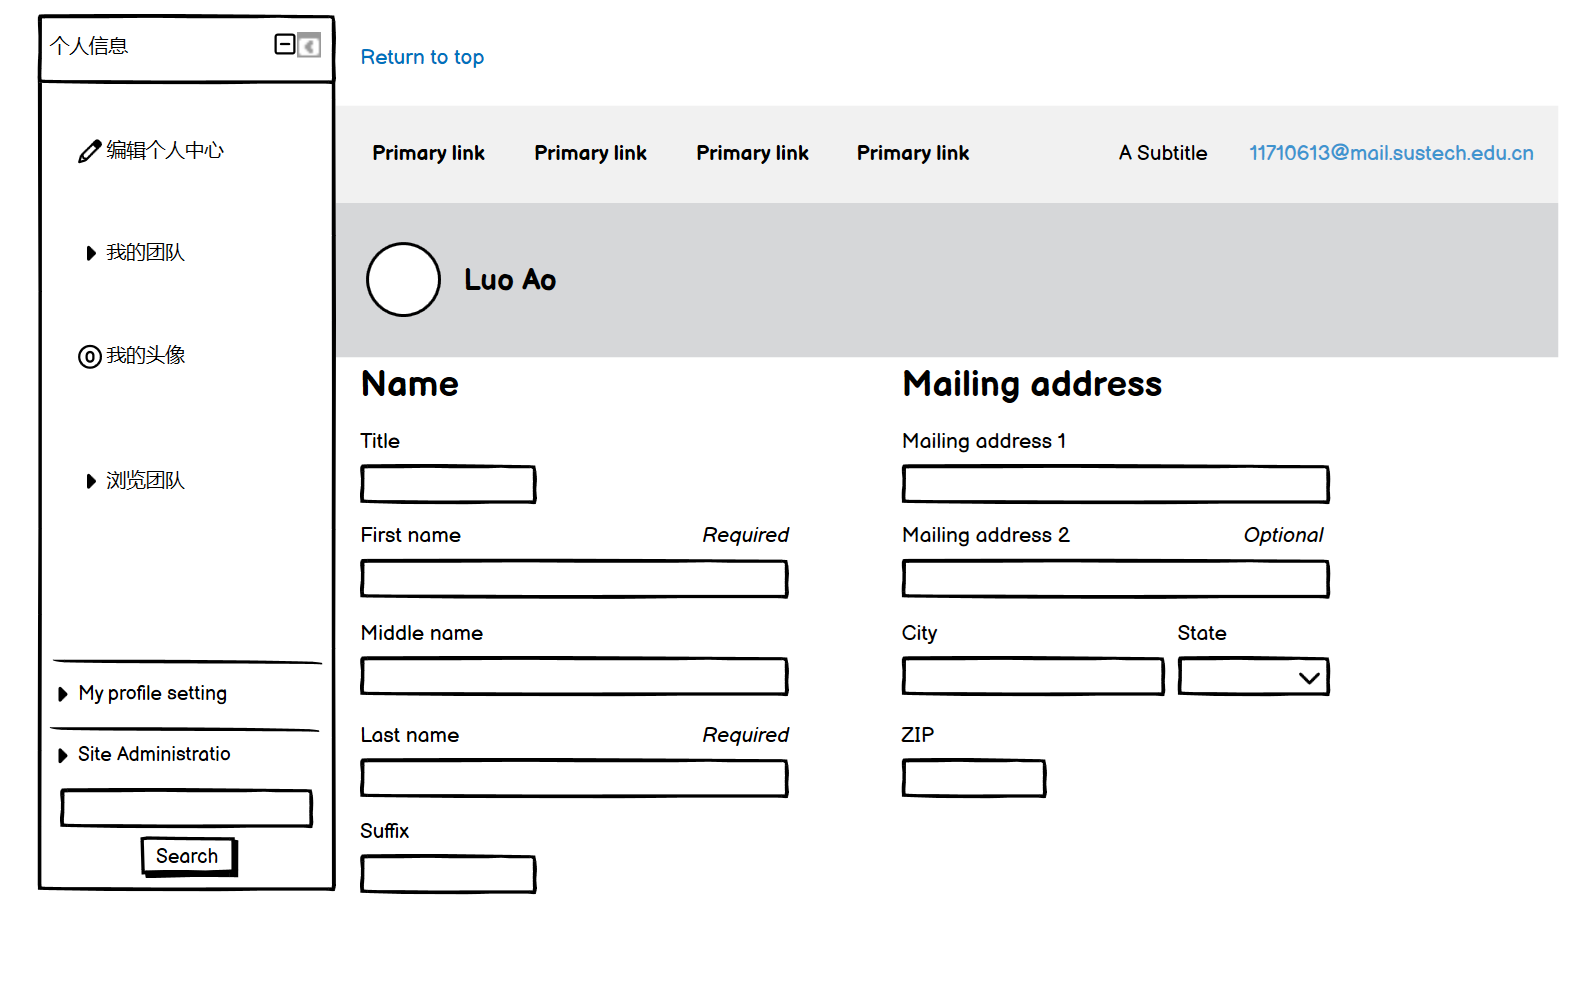 个人信息
编辑个人中心
我的团队
我的头像
浏览团队
My profile setting
Site Administratio
Search
Return to top
Primary link Primary link Primary link Primary link A Subtitle 11710613@mail.sustech.edu.cn
Luo Ao
Name
Title
First name Required
Middle name
Last name Required
Suffix
Mailing address
Mailing address 1
Mailing address 2 Optional
City State
ZIP